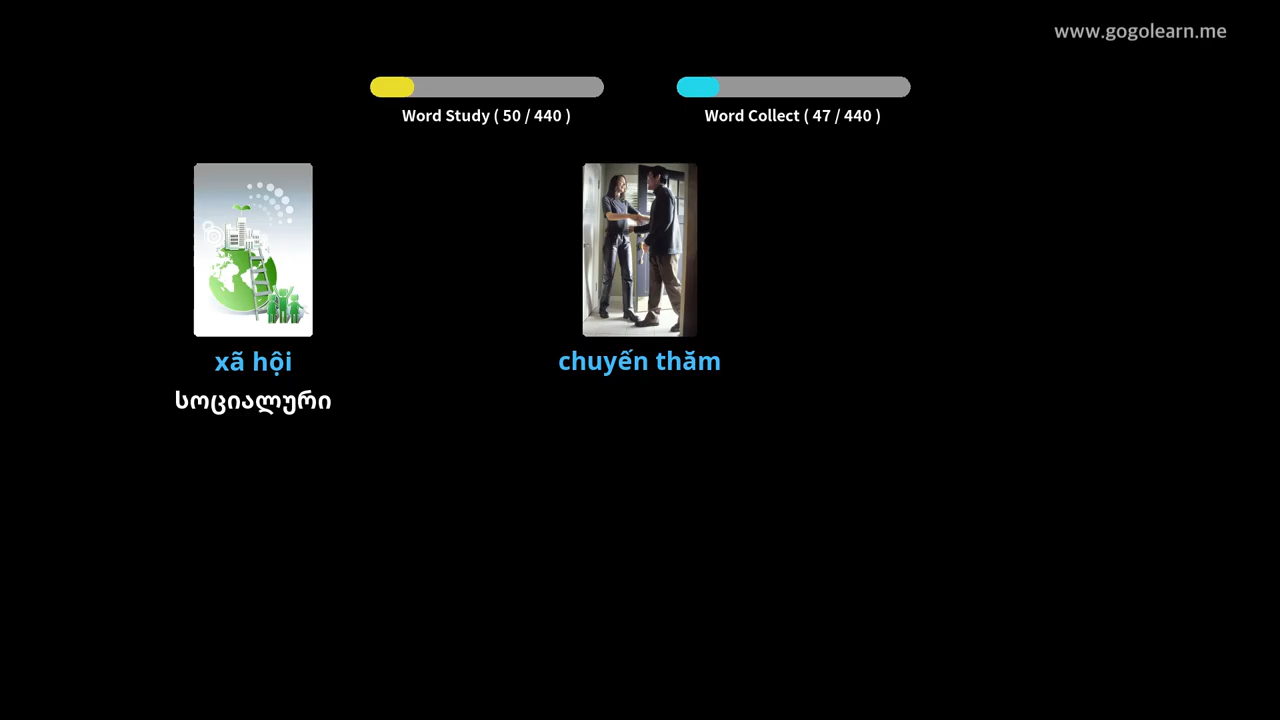 www.gogolearn.me
Word Study ( 50 / 440 )
Word Collect ( 47 / 440 )
xã hội
სოციალური
chuyến thăm